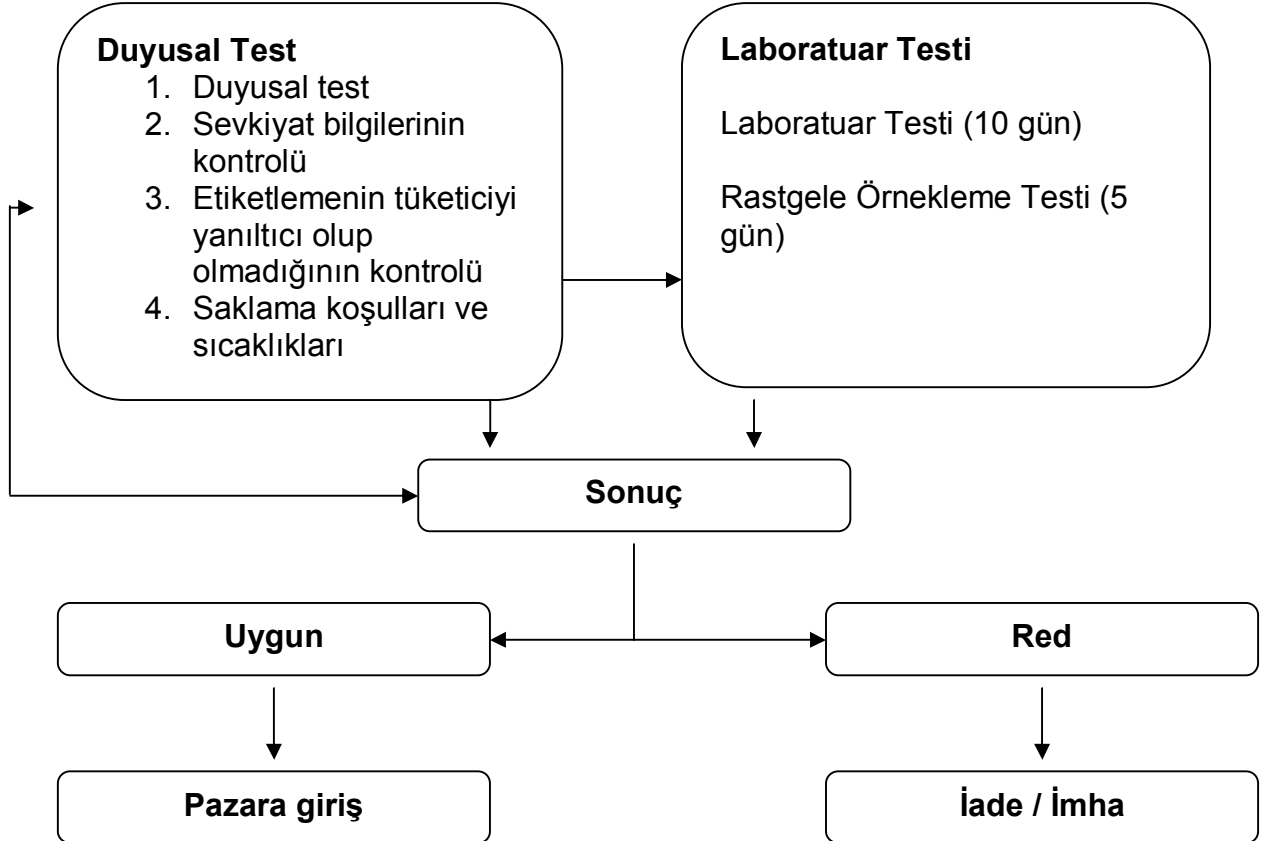 Duyusal Test
1. Duyusal test
2. Sevkiyat bilgilerinin
kontrolü
3. Etiketlemenin tüketiciyi
yanıltıcı olup
olmadığının kontrolü
4. Saklama koşulları ve
sıcaklıkları
Laboratuar Testi
Laboratuar Testi (10 gün)
Rastgele Örnekleme Testi (5
gün)
Sonuç
Uygun
Red
Pazara giriş
İade / İmha